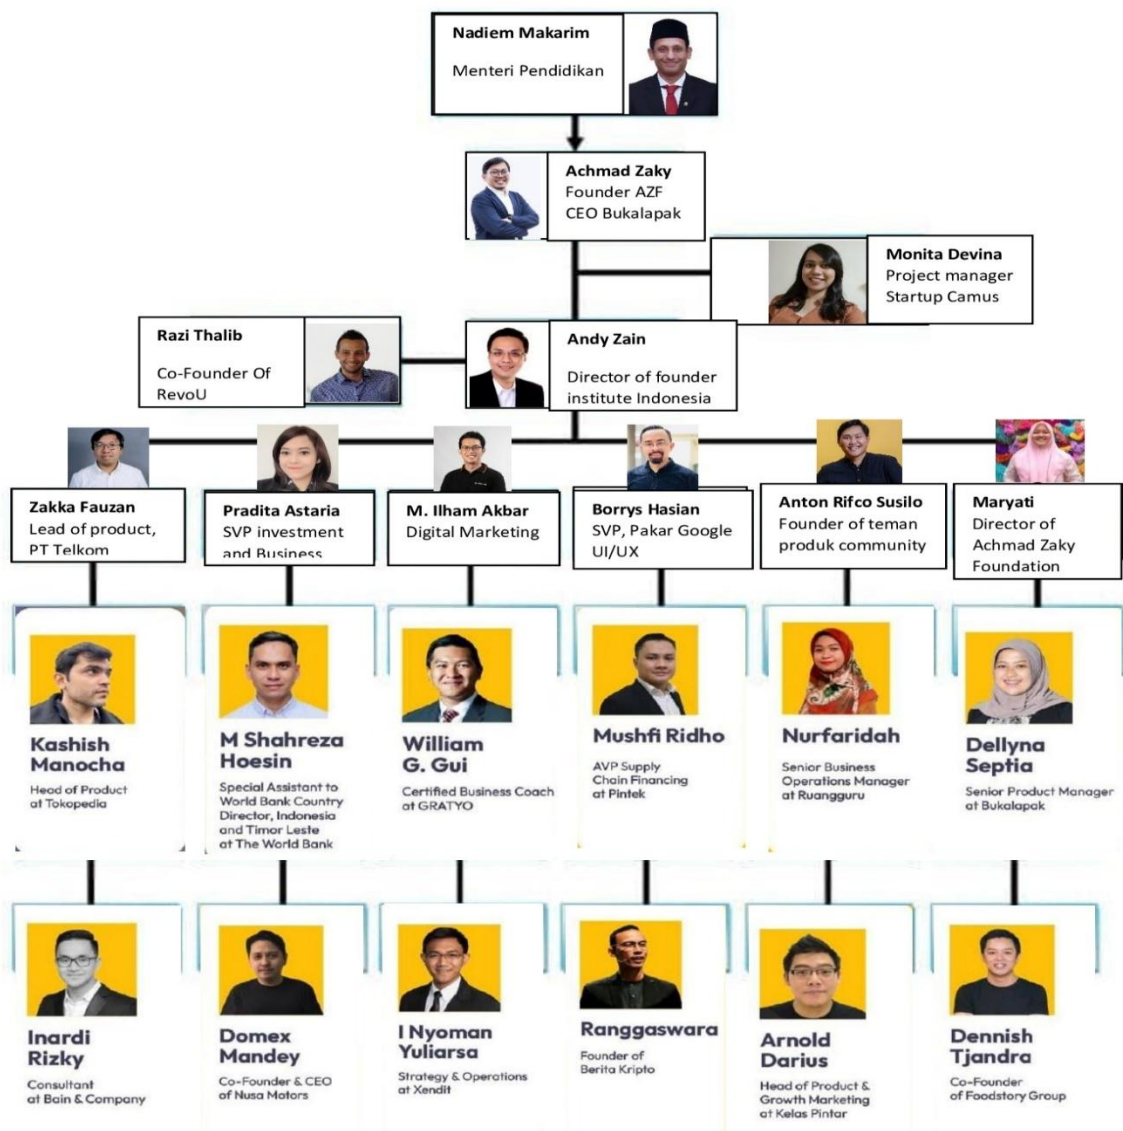 Nadiem Makarim
Menteri Pendidikan
Achmad Zaky
Founder AZF
CEO Bukalapak
Monita Devina
Project manager
Startup Camus
Razi Thalib
Co-Founder Of
RevoU
Andy Zain
Director of founder
institute Indonesia
Zakka Fauzan
Lead of product,
PT Telkom
Pradita Astaria
SVP investment
and Business
M. Ilham Akbar
Digital Marketing
Borrys Hasian
SVP, Pakar Google
UI/UX
Anton Rifco Susilo
Founder of teman
produk community
Maryati
Director of
Achmad Zaky
Foundation
Kashish
Manocha
Head of Product
at Tokopedia
M Shahreza
Hoesin
Special Assistant to
World Bank Country
Director, Indonesia
and Timor Leste
at The World Bank
William
G. Gui
Certified Business Coach
at GRATYO
Mushfi Ridho
AVP Supply
Chain Financing
at Pintek
Nurfaridah
Senior Business
Operations Manager
at Ruangguru
Dellyna
Septia
Senior Product Manager
at Bukalapak
Inardi
Rizky
Consultant
at Bain & Company
Domex
Mandey
Co-Founder & CEO
of Nusa Motors
I Nyoman
Yuliarsa
Strategy & Operations
at Xendit
Ranggaswara
Founder of
Berita Kripto
Arnold
Darius
Head of Product &
Growth Marketing
at Kelas Pintar
Dennish
Tjandra
Co-Founder
of Foodstory Group